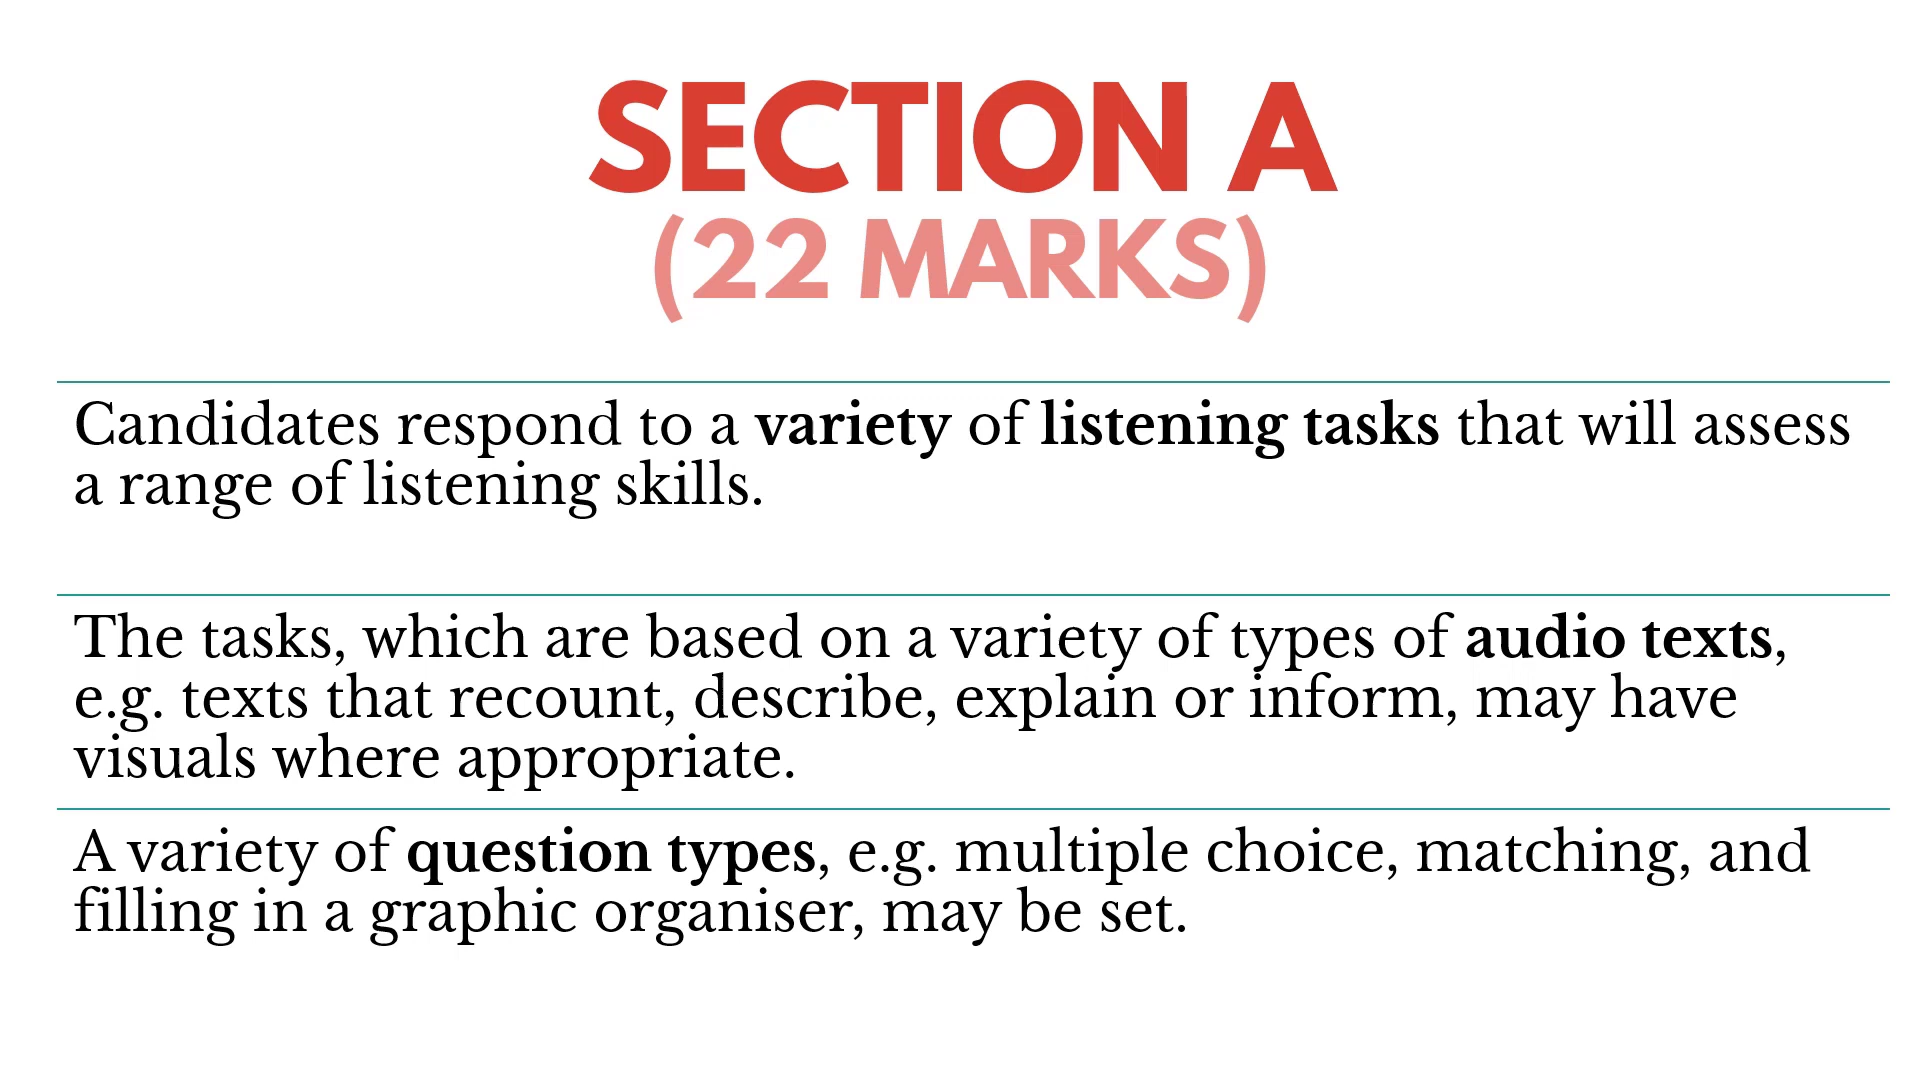 SECTION A
(22 MARKS)
Candidates respond to a variety of listening tasks that will assess
a range of listening skills.
The tasks, which are based on a variety of types of audio texts,
e.g. texts that recount, describe, explain or inform, may have
visuals where appropriate.
A variety of question types, e.g. multiple choice, matching, and
filling in a graphic organiser, may be set.